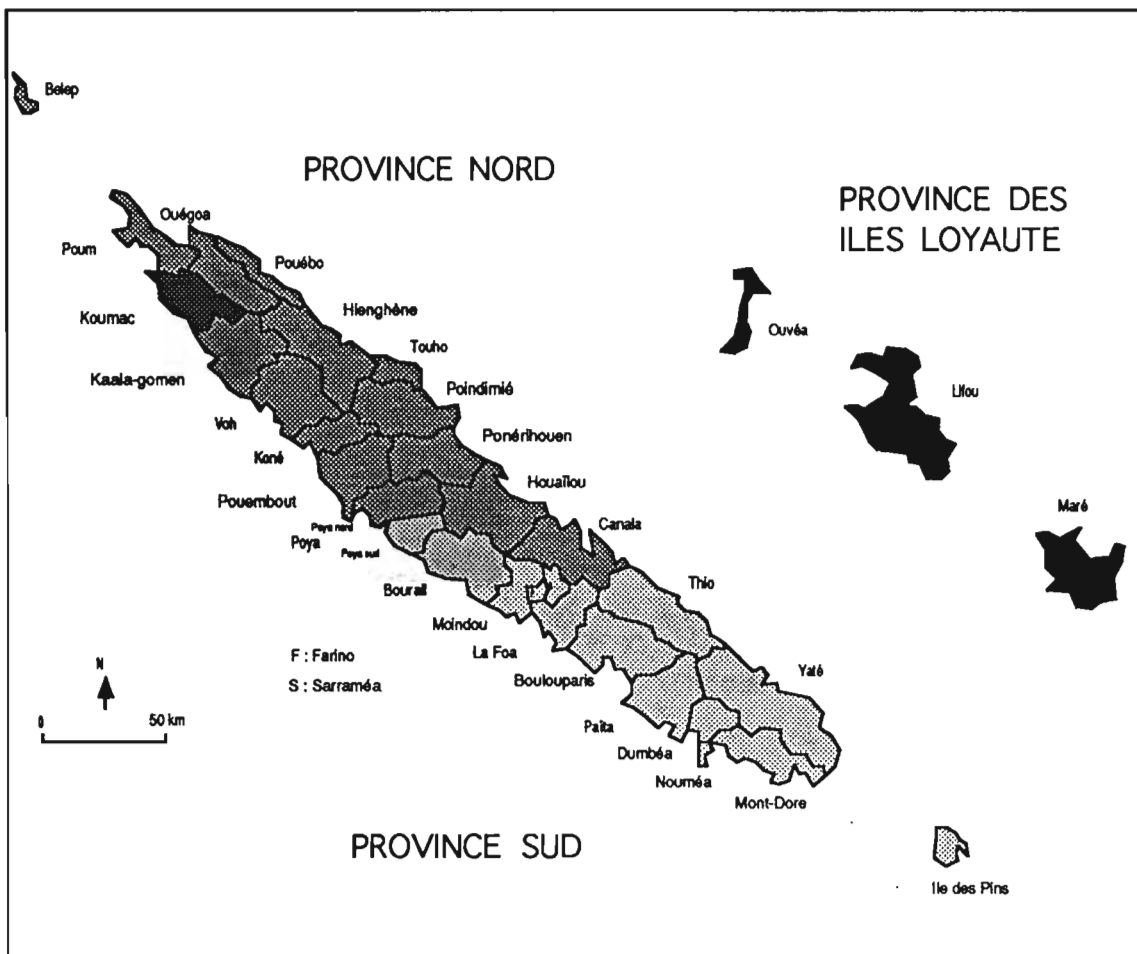 Belep
PROVINCE NORD
PROVINCE DES
ILES LOYAUTE
Ouégoa
Poum
Pouébo
Koumac
Hienghène
Ouvéa
Touho
Kaala-gomen
Poindimié
Lifou
Voh
Koné
Ponérihouen
Pouembout
Houaïlou
Poya nord
Poya
Poya sud
Canala
Maré
Bourail
Thio
Moindou
La Foa
F : Farino
S : Sarraméa
Boulouparis
Yaté
N
0
50 km
Païta
Dumbéa
Nouméa
Mont-Dore
PROVINCE SUD
Ile des Pins